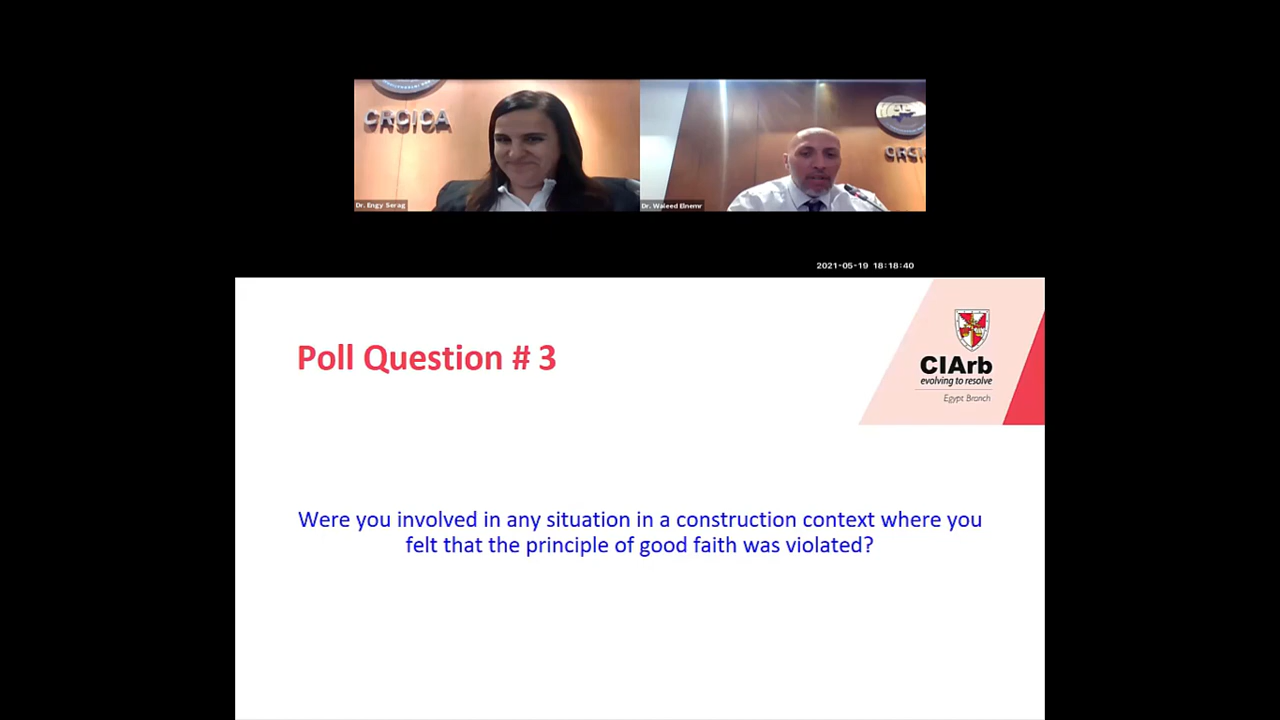 CRCICA
Dr. Engy Serag
Dr. Waleed Elnemr
2021-05-19 18:18:40
Poll Question # 3
CIArb
evolving to resolve
Egypt Branch
Were you involved in any situation in a construction context where you
felt that the principle of good faith was violated?